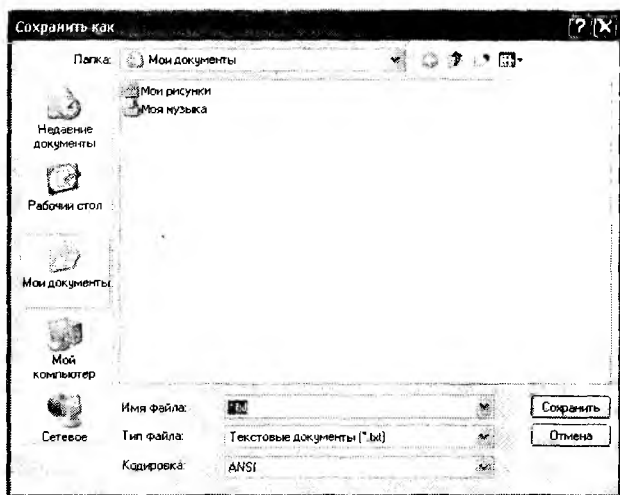 Сохранить как
Папка: Мои документы
Мои рисунки
Моя музыка
Недавние
документы
Рабочий стол
Мои документы
Мой
компьютер
Сетевое
Имя файла: *.txt
Тип файла: Текстовые документы (*.txt)
Кодировка: ANSI
Сохранить
Отмена